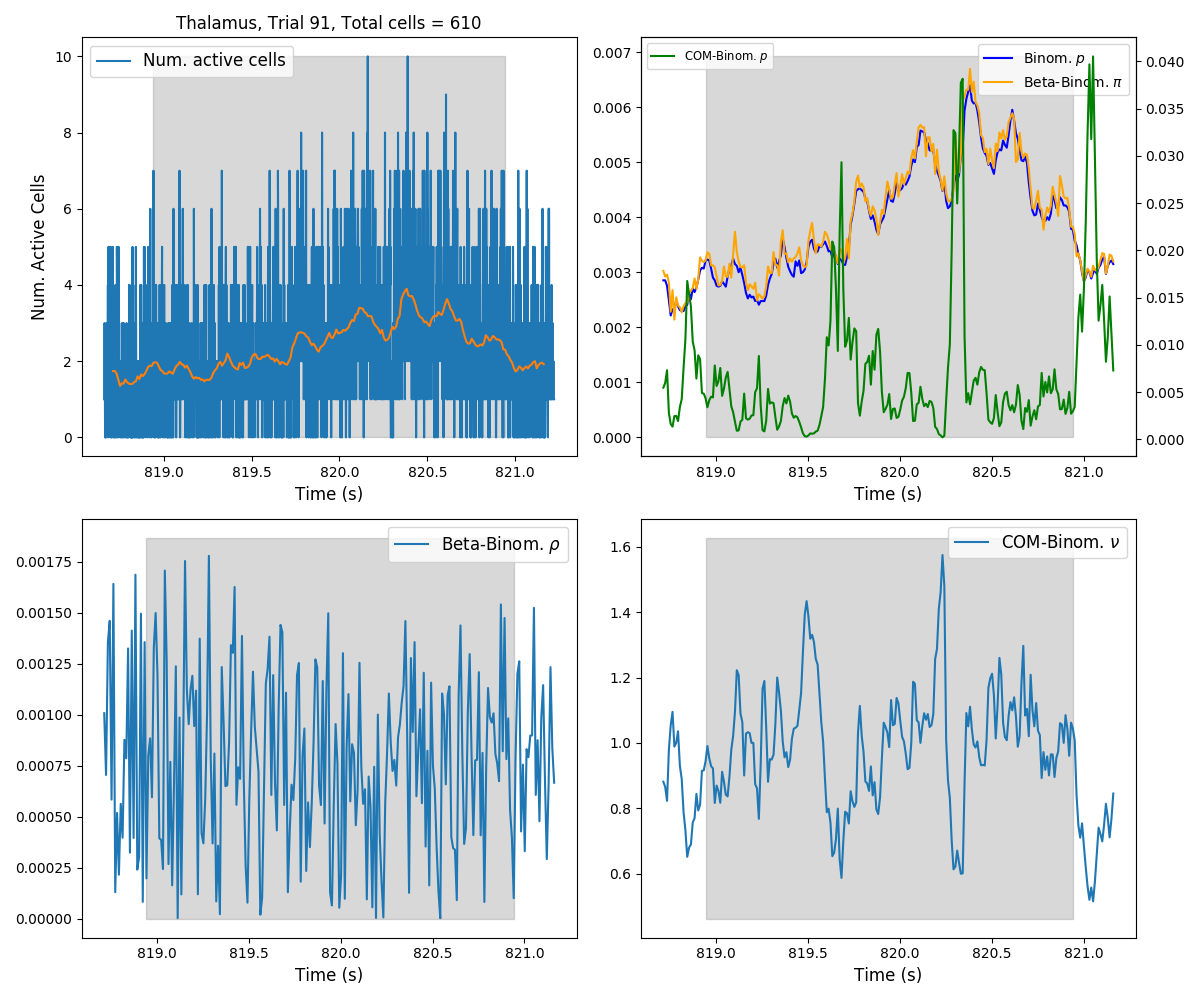 Thalamus, Trial 91, Total cells = 610
Num. active cells
Num. Active Cells
10
8
6
4
2
0
819.0 819.5 820.0 820.5 821.0
Time (s)
COM-Binom. p
Binom. p
Beta-Binom. π
0.007
0.006
0.005
0.004
0.003
0.002
0.001
0.000
0.040
0.035
0.030
0.025
0.020
0.015
0.010
0.005
0.000
819.0 819.5 820.0 820.5 821.0
Time (s)
Beta-Binom. ρ
0.00175
0.00150
0.00125
0.00100
0.00075
0.00050
0.00025
0.00000
819.0 819.5 820.0 820.5 821.0
Time (s)
COM-Binom. ν
1.6
1.4
1.2
1.0
0.8
0.6
819.0 819.5 820.0 820.5 821.0
Time (s)